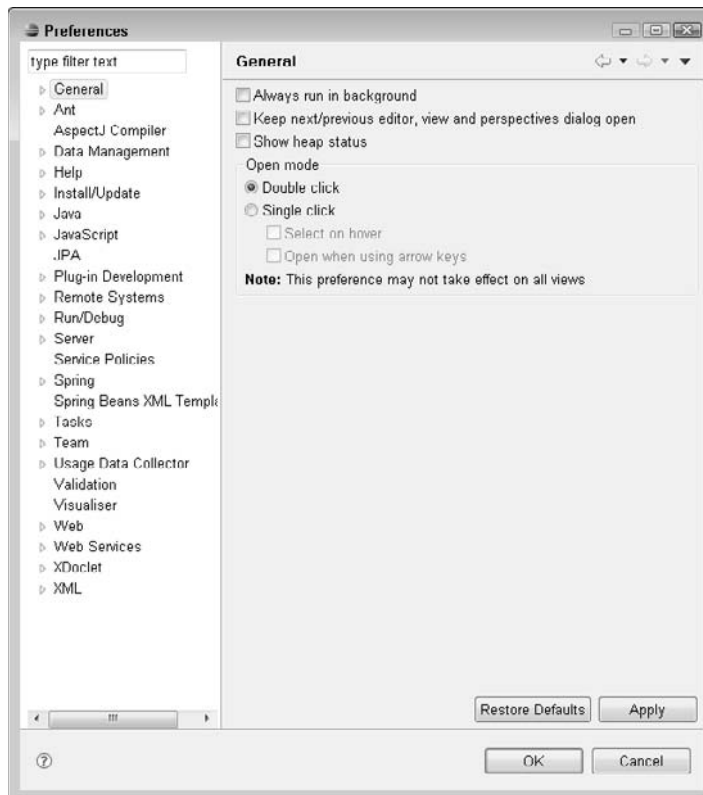 Preferences
type filter text
General
Ant
AspectJ Compiler
Data Management
Help
Install/Update
Java
JavaScript
JPA
Plug-in Development
Remote Systems
Run/Debug
Server
Service Policies
Spring
Spring Beans XML Templa
Tasks
Team
Usage Data Collector
Validation
Visualiser
Web
Web Services
XDoclet
XML
General
Always run in background
Keep next/previous editor, view and perspectives dialog open
Show heap status
Open mode
Double click
Single click
Select on hover
Open when using arrow keys
Note: This preference may not take effect on all views
Restore Defaults
Apply
?
OK
Cancel